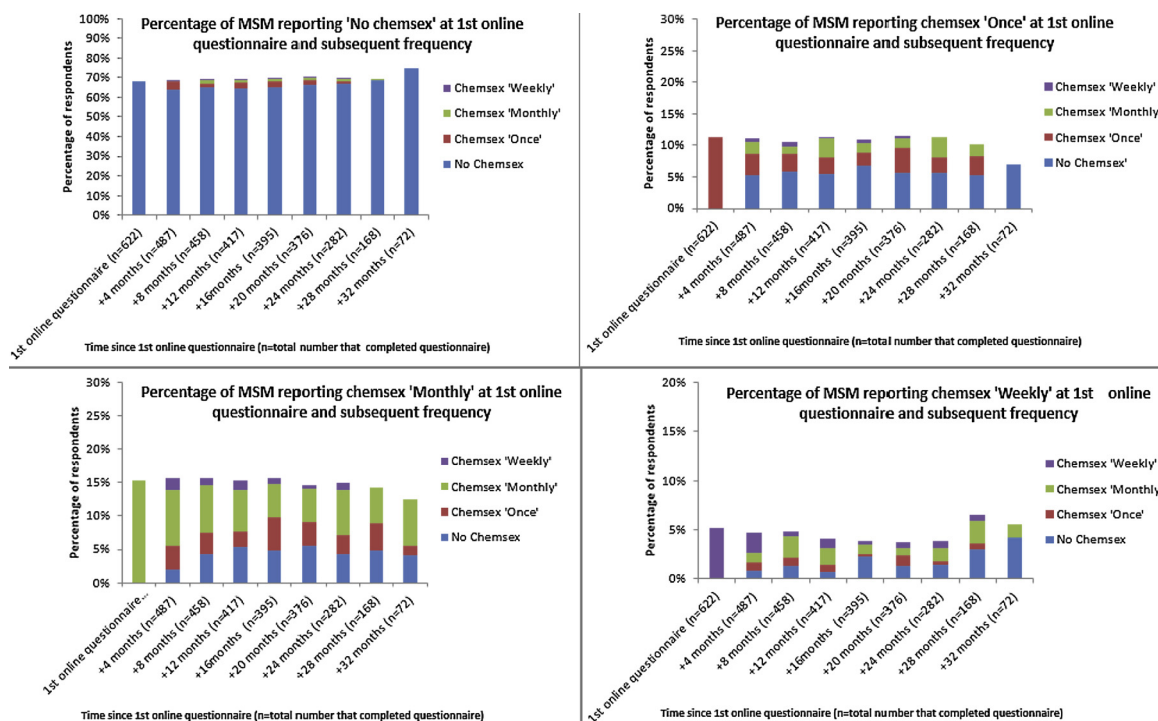 Percentage of MSM reporting 'No chemsex' at 1st online
questionnaire and subsequent frequency
Percentage of respondents
100%
90%
80%
70%
60%
50%
40%
30%
20%
10%
0%
Chemsex 'Weekly'
Chemsex 'Monthly'
Chemsex 'Once'
No Chemsex
1st online questionnaire (n=622)
+4 months (n=487)
+8 months (n=458)
+12 months (n=417)
+16months (n=395)
+20 months (n=376)
+24 months (n=282)
+28 months (n=168)
+32 months (n=72)
Time since 1st online questionnaire (n=total number that completed questionnaire)
Percentage of MSM reporting chemsex 'Once' at 1st online
questionnaire and subsequent frequency
Percentage of respondents
30%
25%
20%
15%
10%
5%
0%
Chemsex 'Weekly'
Chemsex 'Monthly
Chemsex 'Once'
No Chemsex'
1st online questionnaire (n=622)
+4 months (n=487)
+8 months (n=458)
+12 months (n=417)
+16months (n=395)
+20 months (n=376)
+24 months (n=282)
+28 months (n=168)
+32 months (n=72)
Time since 1st online questionnaire (n=total number that completed questionnaire)
Percentage of MSM reporting chemsex 'Monthly' at 1st online
questionnaire and subsequent frequency
Percentage of respondents
30%
25%
20%
15%
10%
5%
0%
Chemsex 'Weekly'
Chemsex 'Monthly'
Chemsex 'Once'
No Chemsex
1st online questionnaire...
+4 months (n=487)
+8 months (n=458)
+12 months (n=417)
+16months (n=395)
+20 months (n=376)
+24 months (n=282)
+28 months (n=168)
+32 months (n=72)
Time since 1st online questionnaire (n=total number that completed questionnaire)
Percentage of MSM reporting chemsex 'Weekly' at 1st online
questionnaire and subsequent frequency
Percentage of respondents
20%
15%
10%
5%
0%
Chemsex 'Weekly'
Chemsex 'Monthly
Chemsex 'Once'
No Chemsex
1st online questionnaire (n=622)
+4 months (n=487)
+8 months (n=458)
+12 months (n=417)
+16months (n=395)
+20 months (n=376)
+24 months (n=282)
+28 months (n=168)
+32 months (n=72)
Time since 1st online questionnaire (n=total number that completed questionnaire)